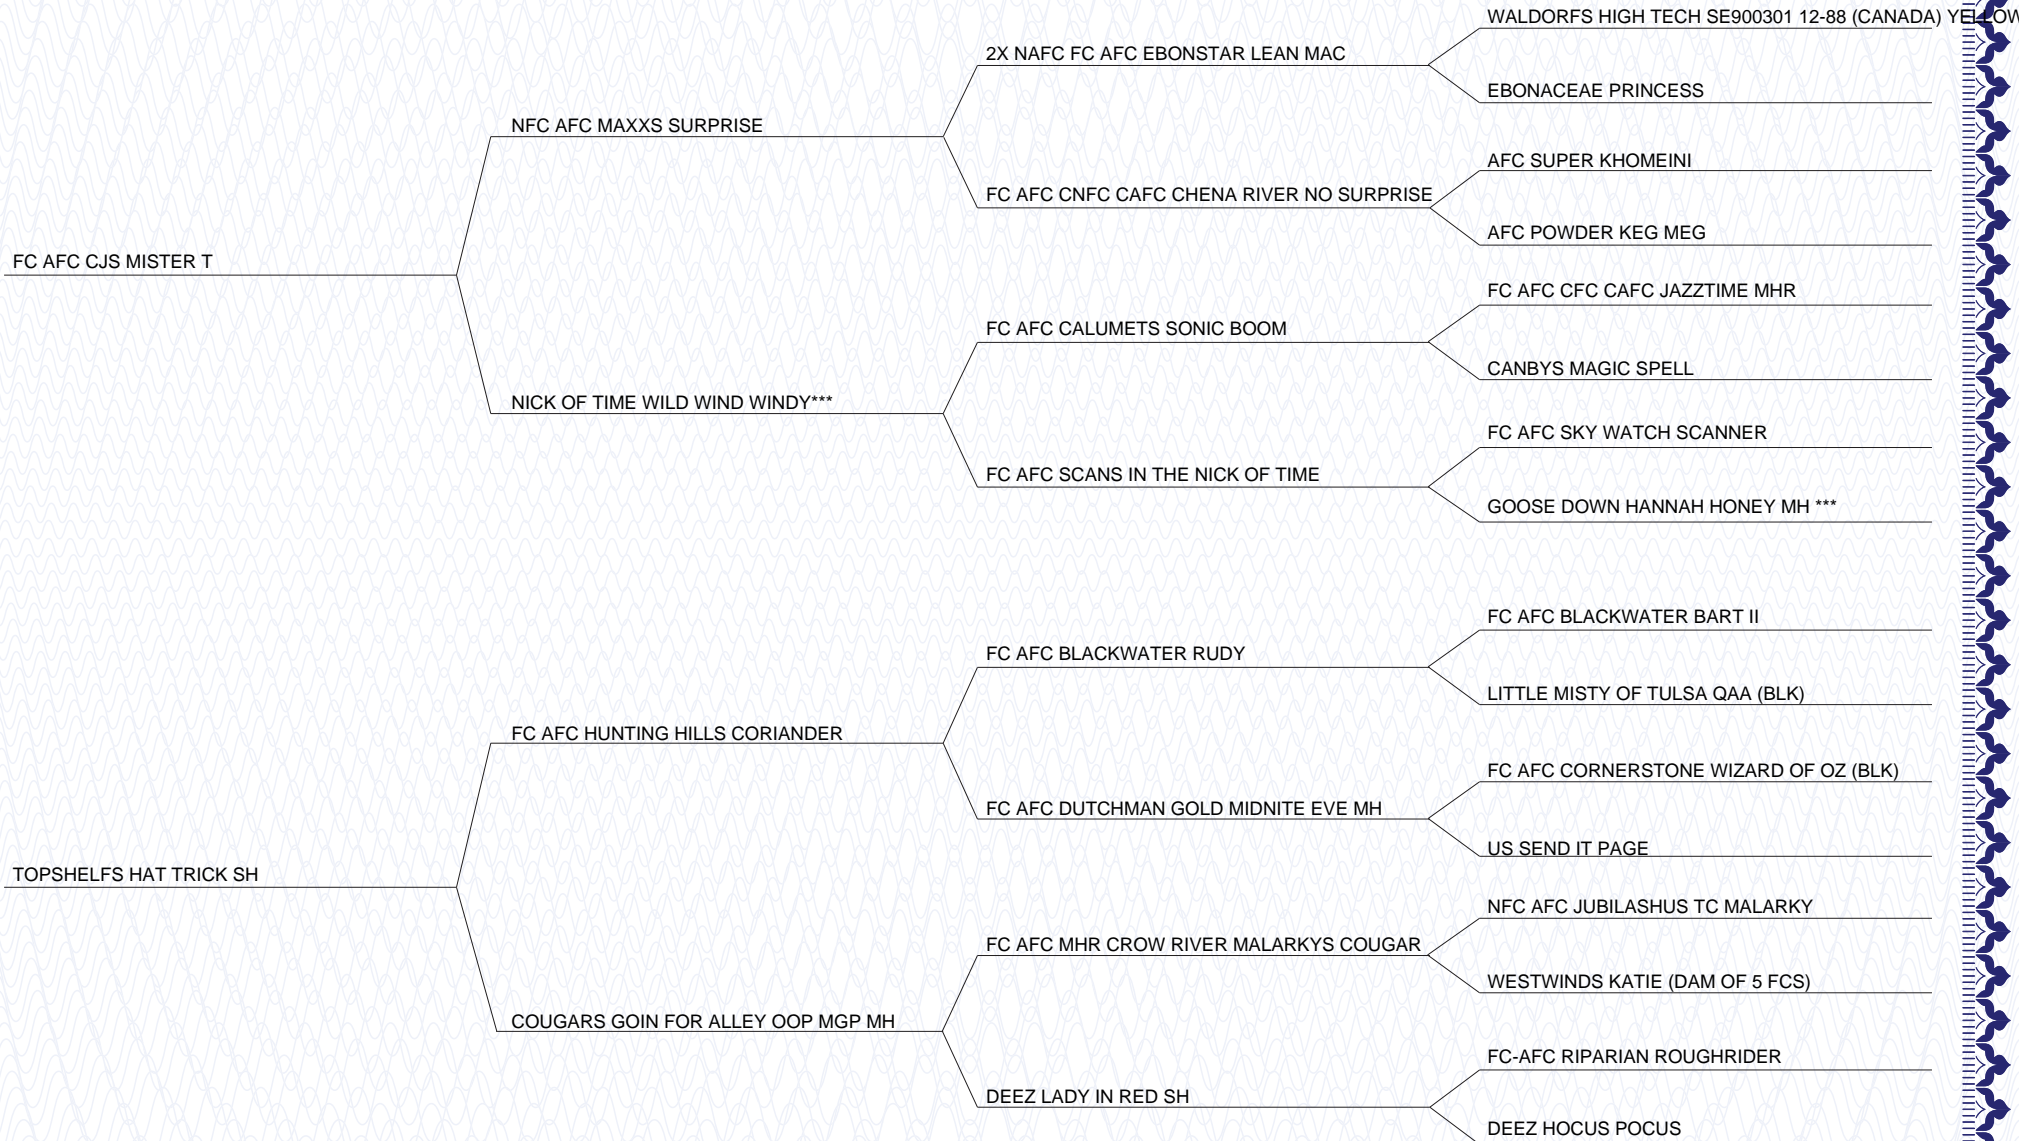 WALDORFS HIGH TECH SE900301 12-88 (CANADA) YELLOW
2X NAFC FC AFC EBONSTAR LEAN MAC
EBONACEAE PRINCESS
NFC AFC MAXXS SURPRISE
AFC SUPER KHOMEINI
FC AFC CNFC CAFC CHENA RIVER NO SURPRISE
AFC POWDER KEG MEG
FC AFC CJS MISTER T
FC AFC CFC CAFC JAZZTIME MHR
FC AFC CALUMETS SONIC BOOM
CANBYS MAGIC SPELL
NICK OF TIME WILD WIND WINDY***
FC AFC SKY WATCH SCANNER
FC AFC SCANS IN THE NICK OF TIME
GOOSE DOWN HANNAH HONEY MH ***
FC AFC BLACKWATER BART II
FC AFC BLACKWATER RUDY
LITTLE MISTY OF TULSA QAA (BLK)
FC AFC HUNTING HILLS CORIANDER
FC AFC CORNERSTONE WIZARD OF OZ (BLK)
FC AFC DUTCHMAN GOLD MIDNITE EVE MH
US SEND IT PAGE
TOPSHELFS HAT TRICK SH
NFC AFC JUBILASHUS TC MALARKY
FC AFC MHR CROW RIVER MALARKYS COUGAR
WESTWINDS KATIE (DAM OF 5 FCS)
COUGARS GOIN FOR ALLEY OOP MGP MH
FC-AFC RIPARIAN ROUGHRIDER
DEEZ LADY IN RED SH
DEEZ HOCUS POCUS